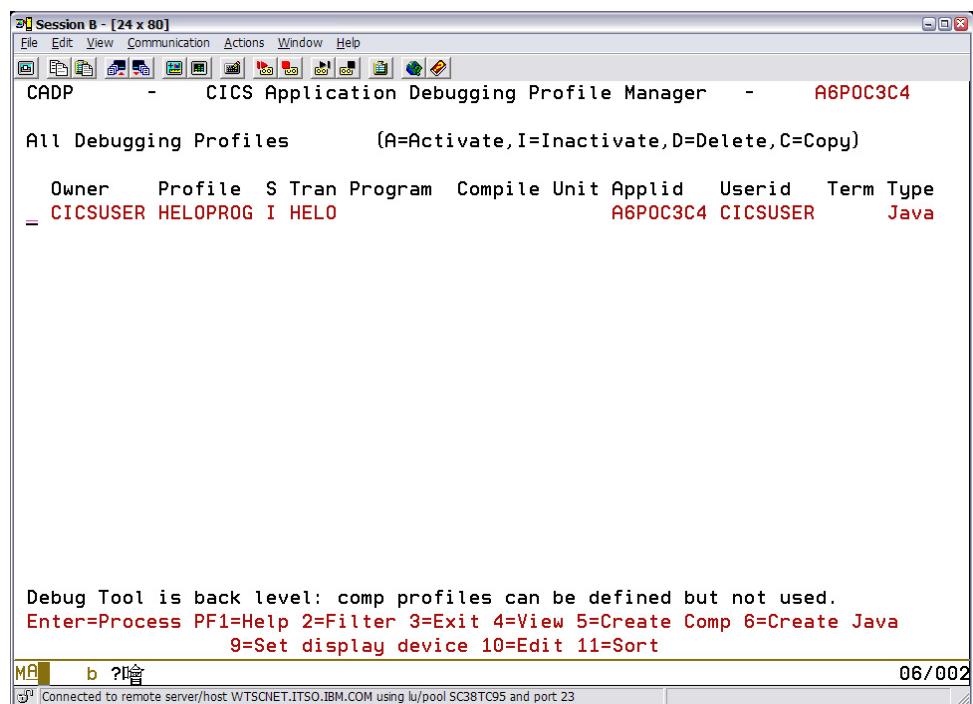 Session B - [24 x 80]
File Edit View Communication Actions Window Help
CADP - CICS Application Debugging Profile Manager - A6POC3C4
All Debugging Profiles (A=Activate,I=Inactivate,D=Delete,C=Copy)
Owner Profile S Tran Program Compile Unit Applid Userid Term Type
_ CICSUSER HELOPROG I HELO A6POC3C4 CICSUSER Java
Debug Tool is back level: comp profiles can be defined but not used.
Enter=Process PF1=Help 2=Filter 3=Exit 4=View 5=Create Comp 6=Create Java
9=Set display device 10=Edit 11=Sort
MA b 06/002
Connected to remote server/host WTSCNET.ITSO.IBM.COM using lu/pool SC38TC95 and port 23